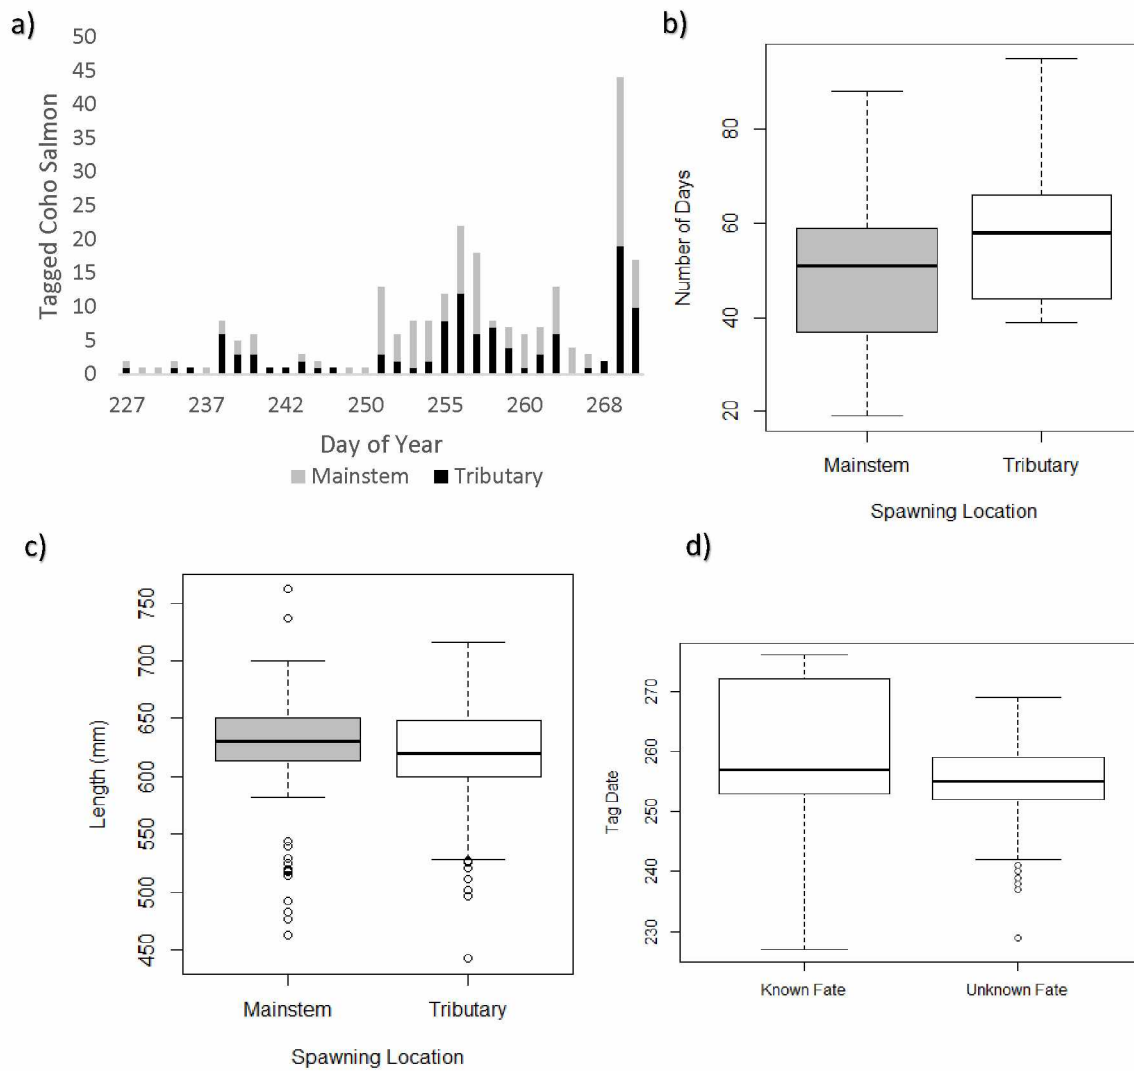 a)
50
45
40
35
30
25
20
15
10
5
0
Tagged Coho Salmon
227 237 242 250 255 260 268
Day of Year
Mainstem Tributary
b)
80
60
40
20
Number of Days
Mainstem Tributary
Spawning Location
c)
750
700
650
600
550
500
450
Length (mm)
Mainstem Tributary
Spawning Location
d)
270
260
250
240
230
Tag Date
Known Fate Unknown Fate